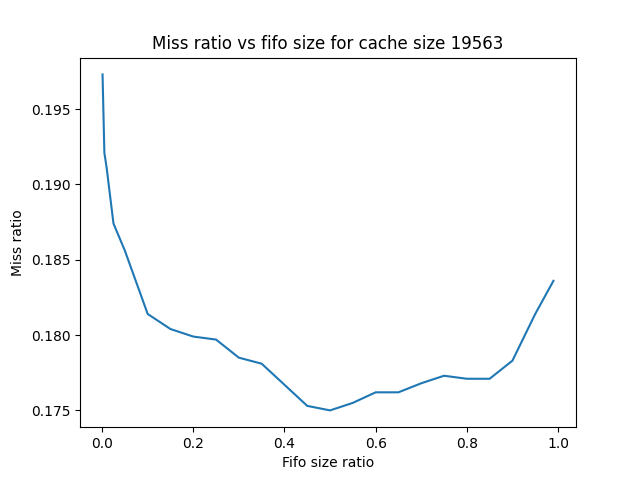 Miss ratio vs fifo size for cache size 19563
Miss ratio
0.195
0.190
0.185
0.180
0.175
0.0 0.2 0.4 0.6 0.8 1.0
Fifo size ratio